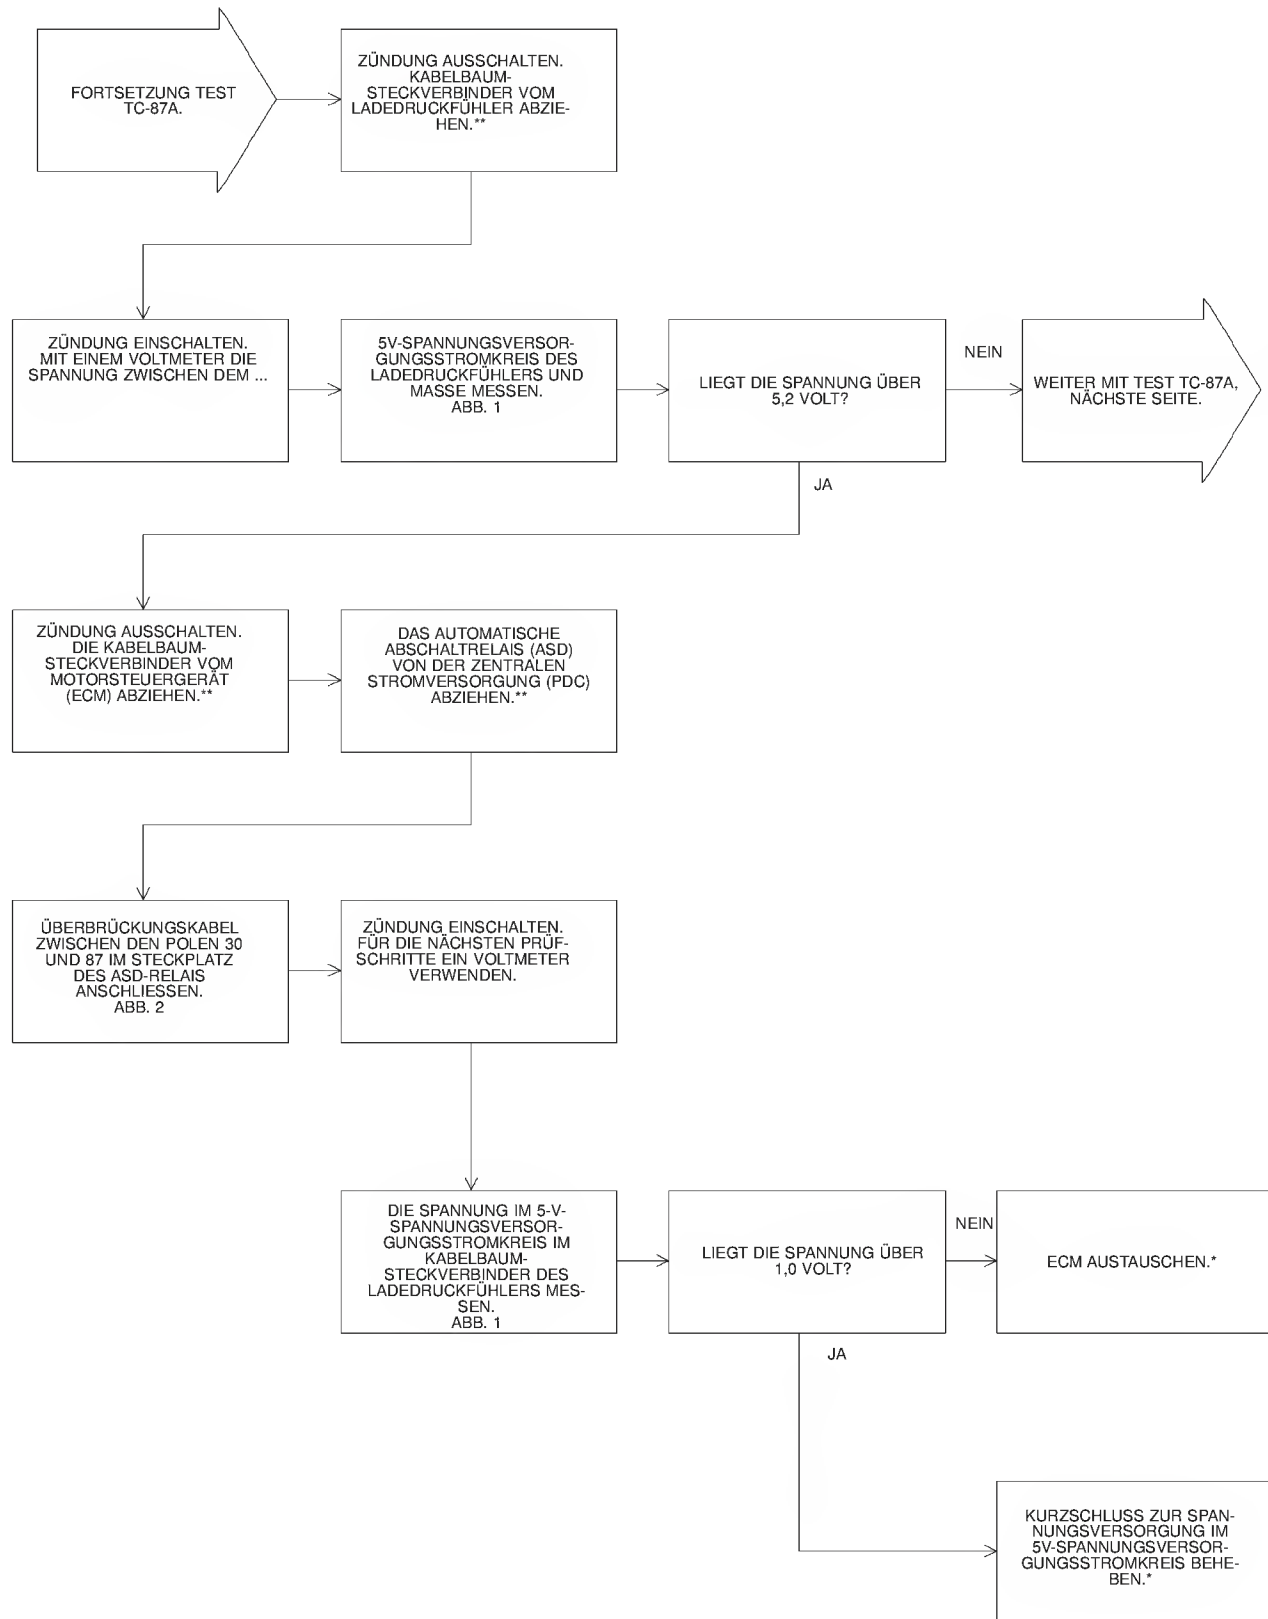 FORTSETZUNG TEST
TC-87A.
ZÜNDUNG AUSSCHALTEN.
KABELBAUM-
STECKVERBINDER VOM
LADEDRUCKFÜHLER ABZIE-
HEN.**
ZÜNDUNG EINSCHALTEN.
MIT EINEM VOLTMETER DIE
SPANNUNG ZWISCHEN DEM ...
5V-SPANNUNGSVERSOR-
GUNGSSTROMKREIS DES
LADEDRUCKFÜHLERS UND
MASSE MESSEN.
ABB. 1
LIEGT DIE SPANNUNG ÜBER
5,2 VOLT?
NEIN
WEITER MIT TEST TC-87A,
NÄCHSTE SEITE.
JA
ZÜNDUNG AUSSCHALTEN.
DIE KABELBAUM-
STECKVERBINDER VOM
MOTORSTEUERGERÄT
(ECM) ABZIEHEN.**
DAS AUTOMATISCHE
ABSCHALTRELAIS (ASD)
VON DER ZENTRALEN
STROMVERSORGUNG (PDC)
ABZIEHEN.**
ÜBERBRÜCKUNGSKABEL
ZWISCHEN DEN POLEN 30
UND 87 IM STECKPLATZ
DES ASD-RELAIS
ANSCHLIESSEN.
ABB. 2
ZÜNDUNG EINSCHALTEN.
FÜR DIE NÄCHSTEN PRÜF-
SCHRITTE EIN VOLTMETER
VERWENDEN.
DIE SPANNUNG IM 5-V-
SPANNUNGSVERSOR-
GUNGSSTROMKREIS IM
KABELBAUM-
STECKVERBINDER DES
LADEDRUCKFÜHLERS MES-
SEN.
ABB. 1
LIEGT DIE SPANNUNG ÜBER
1,0 VOLT?
NEIN
ECM AUSTAUSCHEN.*
JA
KURZSCHLUSS ZUR SPAN-
NUNGSVERSORGUNG IM
5V-SPANNUNGSVERSOR-
GUNGSSTROMKREIS BEHE-
BEN.*